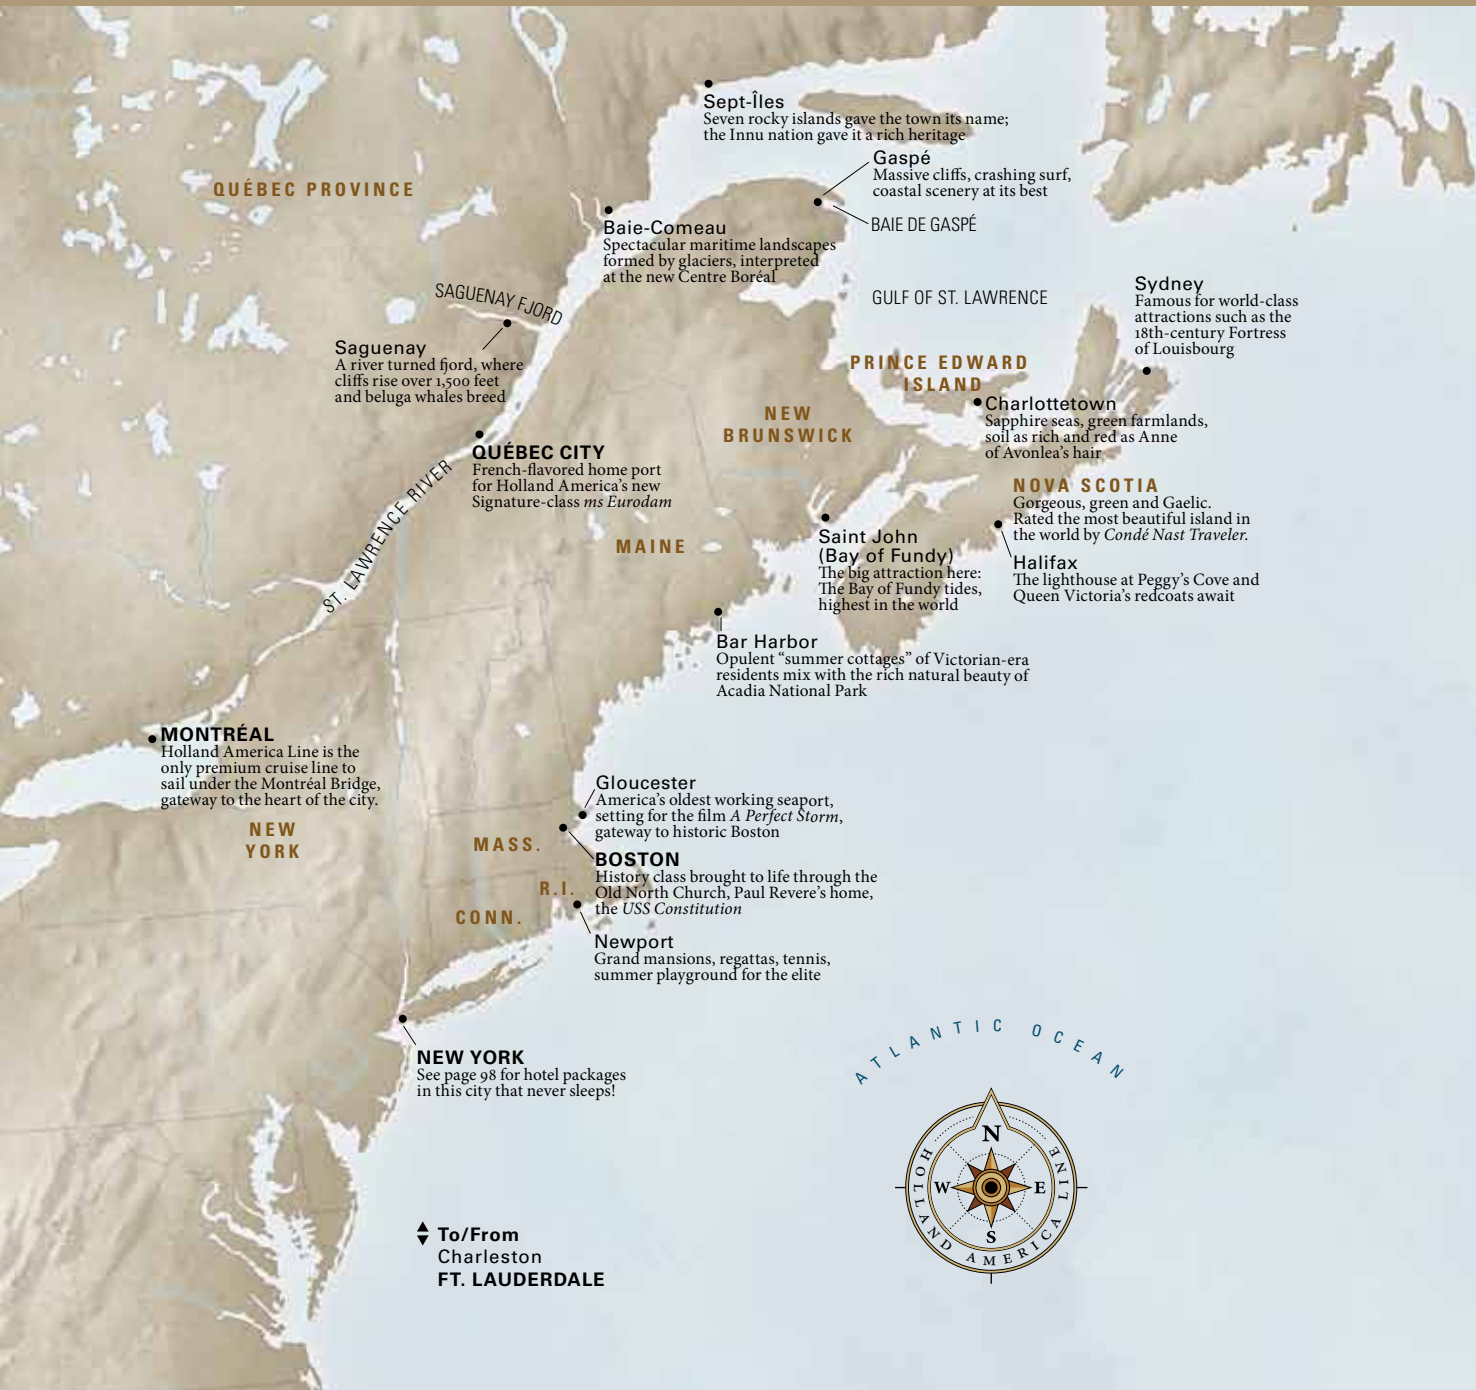 Sept-Îles
Seven rocky islands gave the town its name;
the Innu nation gave it a rich heritage
Gaspé
Massive cliffs, crashing surf,
coastal scenery at its best
BAIE DE GASPÉ
QUÉBEC PROVINCE
Baie-Comeau
Spectacular maritime landscapes
formed by glaciers, interpreted
at the new Centre Boréal
SAGUENAY FJORD
GULF OF ST. LAWRENCE
Sydney
Famous for world-class
attractions such as the
18th-century Fortress
of Louisbourg
Saguenay
A river turned fjord, where
cliffs rise over 1,500 feet
and beluga whales breed
PRINCE EDWARD
ISLAND
Charlottetown
Sapphire seas, green farmlands,
soil as rich and red as Anne
of Avonlea's hair
NEW
BRUNSWICK
QUÉBEC CITY
French-flavored home port
for Holland America's new
Signature-class ms Eurodam
ST. LAWRENCE RIVER
NOVA SCOTIA
Gorgeous, green and Gaelic.
Rated the most beautiful island in
the world by Condé Nast Traveler.
MAINE
Saint John
(Bay of Fundy)
The big attraction here:
The Bay of Fundy tides,
highest in the world
Halifax
The lighthouse at Peggy's Cove and
Queen Victoria's redcoats await
Bar Harbor
Opulent “summer cottages” of Victorian-era
residents mix with the rich natural beauty of
Acadia National Park
MONTRÉAL
Holland America Line is the
only premium cruise line to
sail under the Montréal Bridge,
gateway to the heart of the city.
NEW
YORK
Gloucester
America's oldest working seaport,
setting for the film A Perfect Storm,
gateway to historic Boston
MASS.
BOSTON
History class brought to life through the
Old North Church, Paul Revere's home,
the USS Constitution
R.I.
CONN.
Newport
Grand mansions, regattas, tennis,
summer playground for the elite
NEW YORK
See page 98 for hotel packages
in this city that never sleeps!
ATLANTIC OCEAN
N
W
E
S
HOLLAND AMERICA LINE
To/From
Charleston
FT. LAUDERDALE